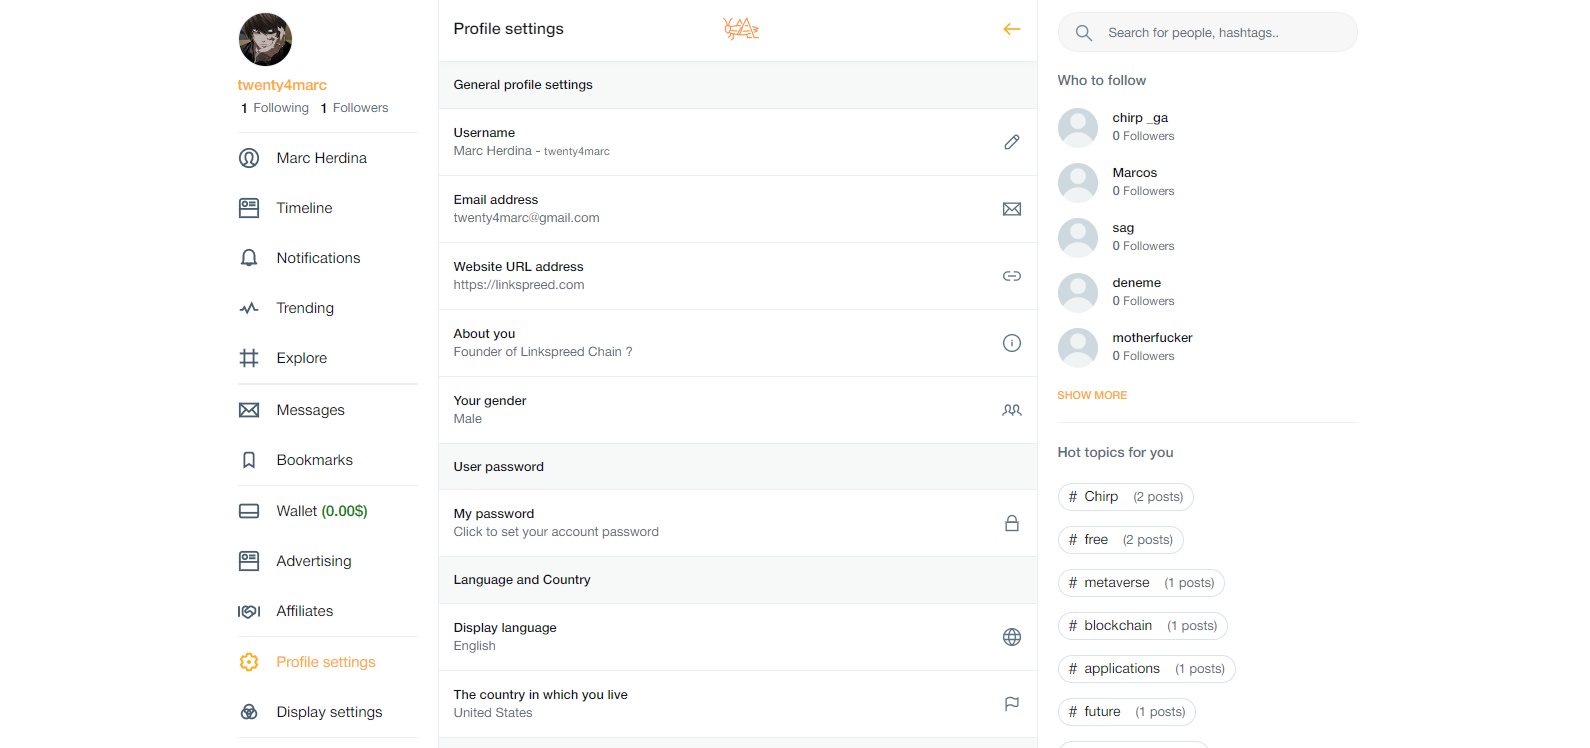 twenty4marc
1 Following 1 Followers
Marc Herdina
Timeline
Notifications
Trending
Explore
Messages
Bookmarks
Wallet (0.00$)
Advertising
Affiliates
Profile settings
Display settings
Profile settings
General profile settings
Username
Marc Herdina - twenty4marc
Email address
twenty4marc@gmail.com
Website URL address
https://linkspreed.com
About you
Founder of Linkspreed Chain ?
Your gender
Male
User password
My password
Click to set your account password
Language and Country
Display language
English
The country in which you live
United States
Search for people, hashtags..
Who to follow
chirp _ga
0 Followers
Marcos
0 Followers
sag
0 Followers
deneme
0 Followers
motherfucker
0 Followers
SHOW MORE
Hot topics for you
# Chirp (2 posts)
# free (2 posts)
# metaverse (1 posts)
# blockchain (1 posts)
# applications (1 posts)
# future (1 posts)